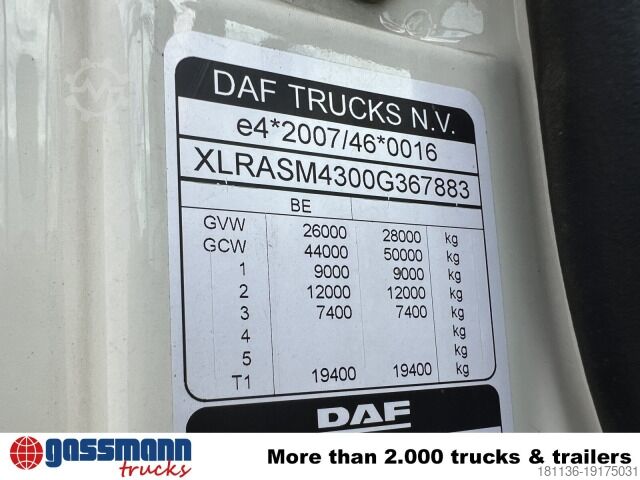 DAF TRUCKS N.V.
e4*2007/46*0016
XLRASM4300G367883
BE
GVW 26000 28000 kg
GCW 44000 50000 kg
1 9000 9000 kg
2 12000 12000 kg
3 7400 7400 kg
4 kg
5 kg
T1 19400 19400 kg
DAF
gassmann
trucks
More than 2.000 trucks & trailers
181136-19175031